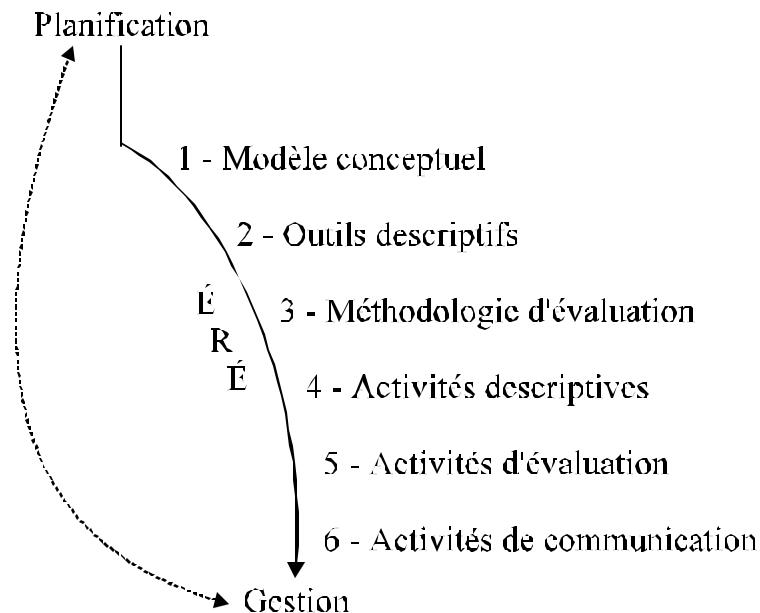 Planification
1 - Modèle conceptuel
2 - Outils descriptifs
É
3 - Méthodologie d'évaluation
R
É
4 - Activités descriptives
5 - Activités d'évaluation
6 - Activités de communication
Gestion